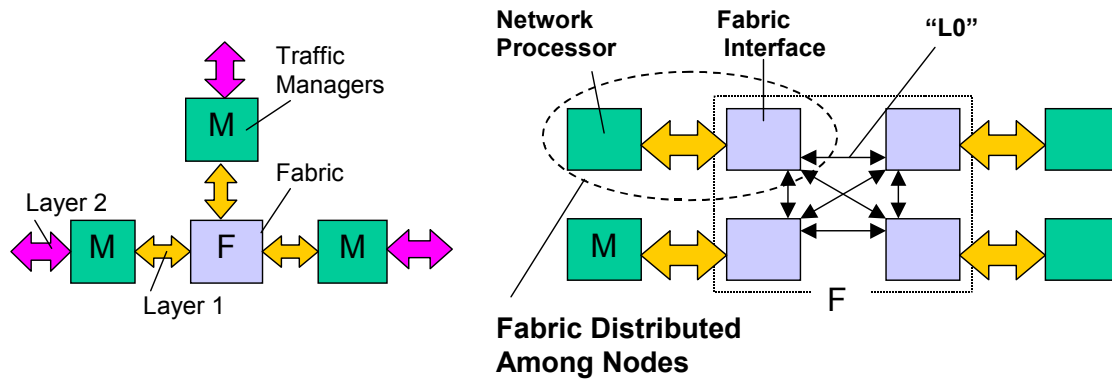 Traffic
Managers
M
Fabric
Layer 2
M
F
M
Layer 1
Network
Processor
Fabric
Interface
“L0”
M
F
Fabric Distributed
Among Nodes